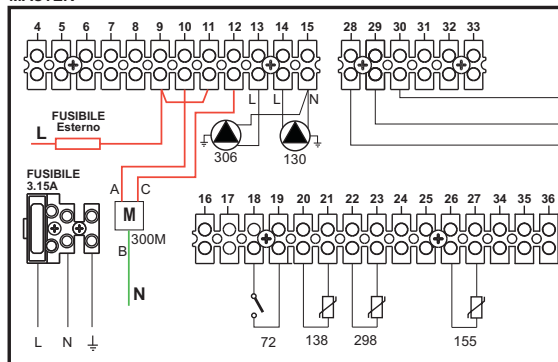 MASTER
4 5 6 7 8 9 10 11 12 13 14 15
28 29 30 31 32 33
L L N
FUSIBILE
Esterno
L
306 130
FUSIBILE
3.15A
A C
M
300M
B
N
16 17 18 19 20 21 22 23 24 25 26 27 34 35 36
72 138 298 155
L N